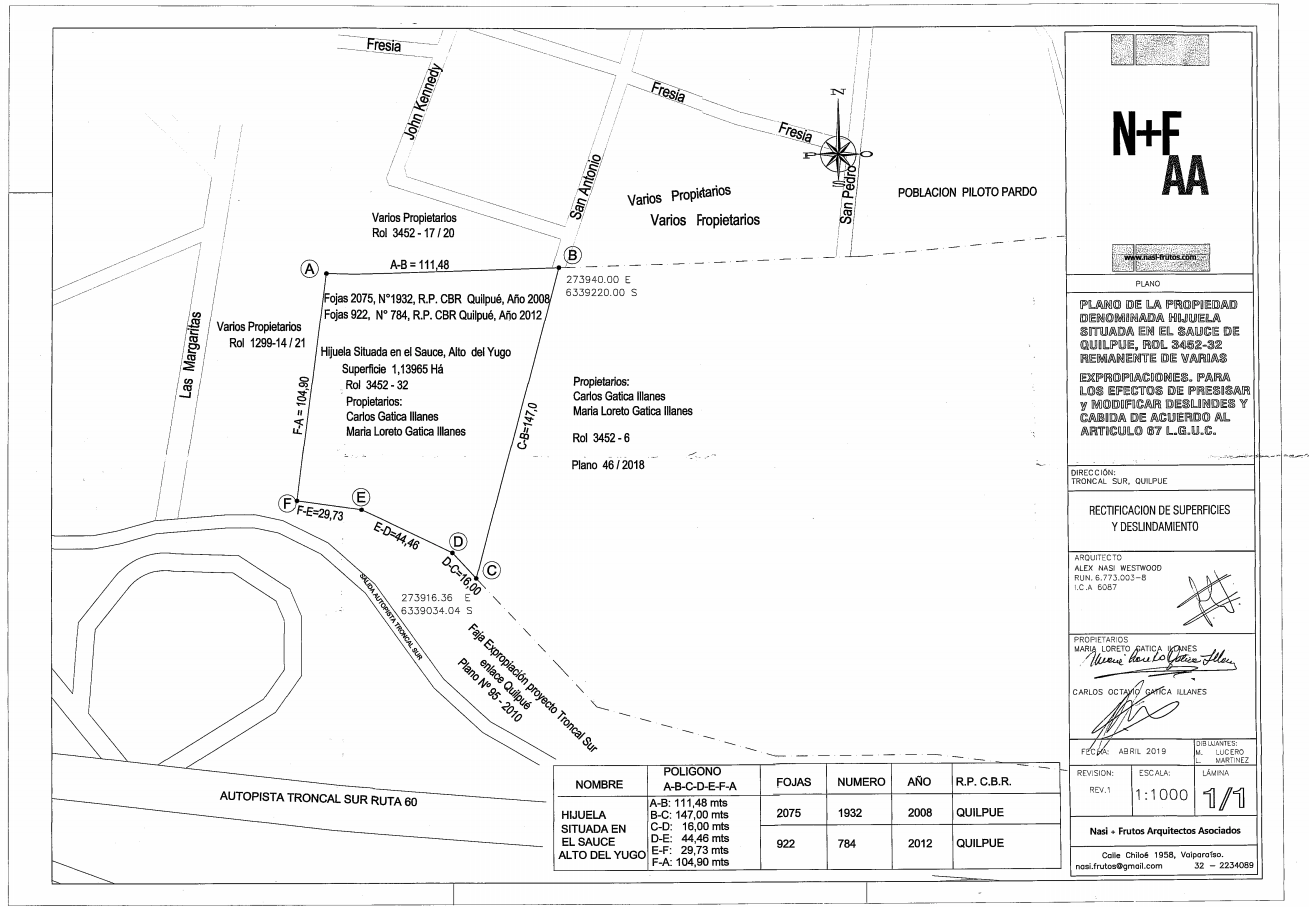 Fresia
John Kennedy
Fresia
Fresia
San Antonio
San Pedro
N
E
O
S
Varios Propietarios
Varios Fropietarios
POBLACION PILOTO PARDO
Varios Propietarios
Rol 3452 - 17 / 20
A
A-B = 111,48
B
273940.00 E
6339220.00 S
Fojas 2075, N°1932, R.P. CBR Quilpué, Año 2008
Fojas 922, N° 784, R.P. CBR Quilpué, Año 2012
Las Margaritas
Varios Propietarios
Rol 1299-14 / 21
Hijuela Situada en el Sauce, Alto del Yugo
Superficie 1,13965 Há
Rol 3452 - 32
Propietarios:
Carlos Gatica Illanes
Maria Loreto Gatica Illanes
F-A = 104,90
C-B=147,0
Propietarios:
Carlos Gatica Illanes
Maria Loreto Gatica Illanes
Rol 3452 - 6
Plano 46 / 2018
F
F-E=29,73
E
E-D=44,46
D
D-C=16,00
C
273916.36 E
6339034.04 S
SALIDA AUTOPISTA TRONCAL SUR
Faja Expropiación proyecto Troncal Sur
enlace Quilpué
Plano Nº 95 - 2010
AUTOPISTA TRONCAL SUR RUTA 60
NOMBRE
POLIGONO
A-B-C-D-E-F-A
FOJAS
NUMERO
AÑO
R.P. C.B.R.
HIJUELA
SITUADA EN
EL SAUCE
ALTO DEL YUGO
A-B: 111,48 mts
B-C: 147,00 mts
C-D: 16,00 mts
D-E: 44,46 mts
E-F: 29,73 mts
F-A: 104,90 mts
2075 1932 2008 QUILPUE
922 784 2012 QUILPUE
N+F
AA
www.nasi-frutos.com
PLANO
PLANO DE LA PROPIEDAD
DENOMINADA HIJUELA
SITUADA EN EL SAUCE DE
QUILPUE, ROL 3452-32
REMANENTE DE VARIAS
EXPROPIACIONES. PARA
LOS EFECTOS DE PRESISAR
y MODIFICAR DESLINDES Y
CABIDA DE ACUERDO AL
ARTICULO 67 L.G.U.C.
DIRECCIÓN:
TRONCAL SUR, QUILPUE
RECTIFICACION DE SUPERFICIES
Y DESLINDAMIENTO
ARQUITECTO
ALEX NASI WESTWOOD
RUN. 6.773.003-8
I.C.A 6087
PROPIETARIOS
MARIA LORETO GATICA ILLANES
CARLOS OCTAVIO GATICA ILLANES
FECHA: ABRIL 2019
DIBUJANTES:
M. LUCERO
L. MARTINEZ
REVISION:
REV.1
ESCALA:
1:1000
LÁMINA
1/1
Nasi + Frutos Arquitectos Asociados
Calle Chiloé 1958, Valparaíso.
nasi.frutos@gmail.com 32 - 2234089